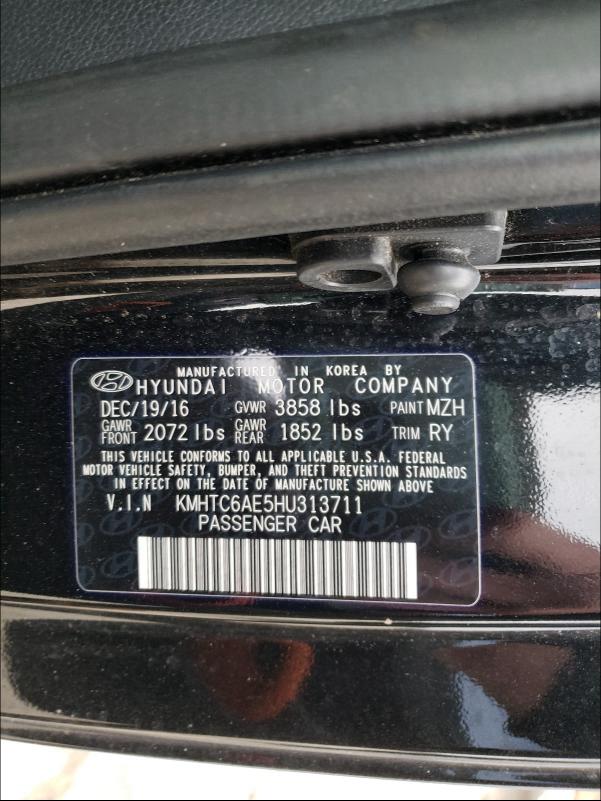 MANUFACTURED IN KOREA BY
HYUNDAI MOTOR COMPANY
DEC/19/16 GVWR 3858 lbs PAINT MZH
GAWR FRONT 2072 lbs GAWR REAR 1852 lbs TRIM RY
THIS VEHICLE CONFORMS TO ALL APPLICABLE U.S.A. FEDERAL
MOTOR VEHICLE SAFETY, BUMPER, AND THEFT PREVENTION STANDARDS
IN EFFECT ON THE DATE OF MANUFACTURE SHOWN ABOVE
V.I.N KMHTC6AE5HU313711
PASSENGER CAR